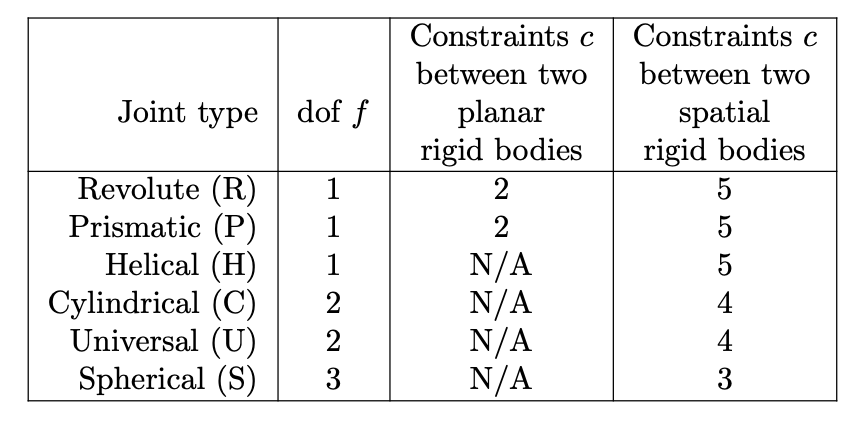 Constraints c Constraints c
between two between two
Joint type dof f planar spatial
rigid bodies rigid bodies
Revolute (R) 1 2 5
Prismatic (P) 1 2 5
Helical (H) 1 N/A 5
Cylindrical (C) 2 N/A 4
Universal (U) 2 N/A 4
Spherical (S) 3 N/A 3